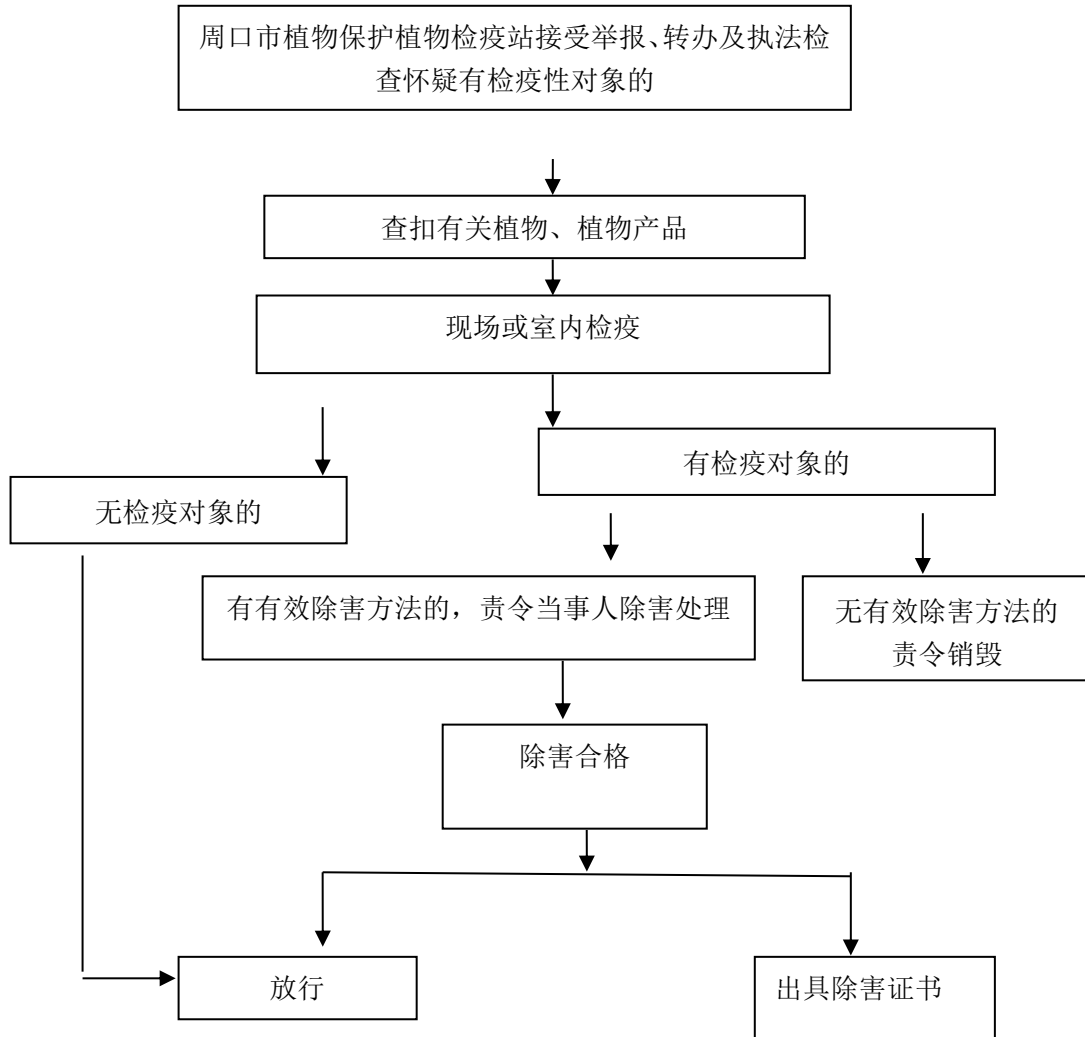 周口市植物保护植物检疫站接受举报、转办及执法检
查怀疑有检疫性对象的
查扣有关植物、植物产品
现场或室内检疫
有检疫对象的
无检疫对象的
有有效除害方法的，责令当事人除害处理
无有效除害方法的
责令销毁
除害合格
放行
出具除害证书